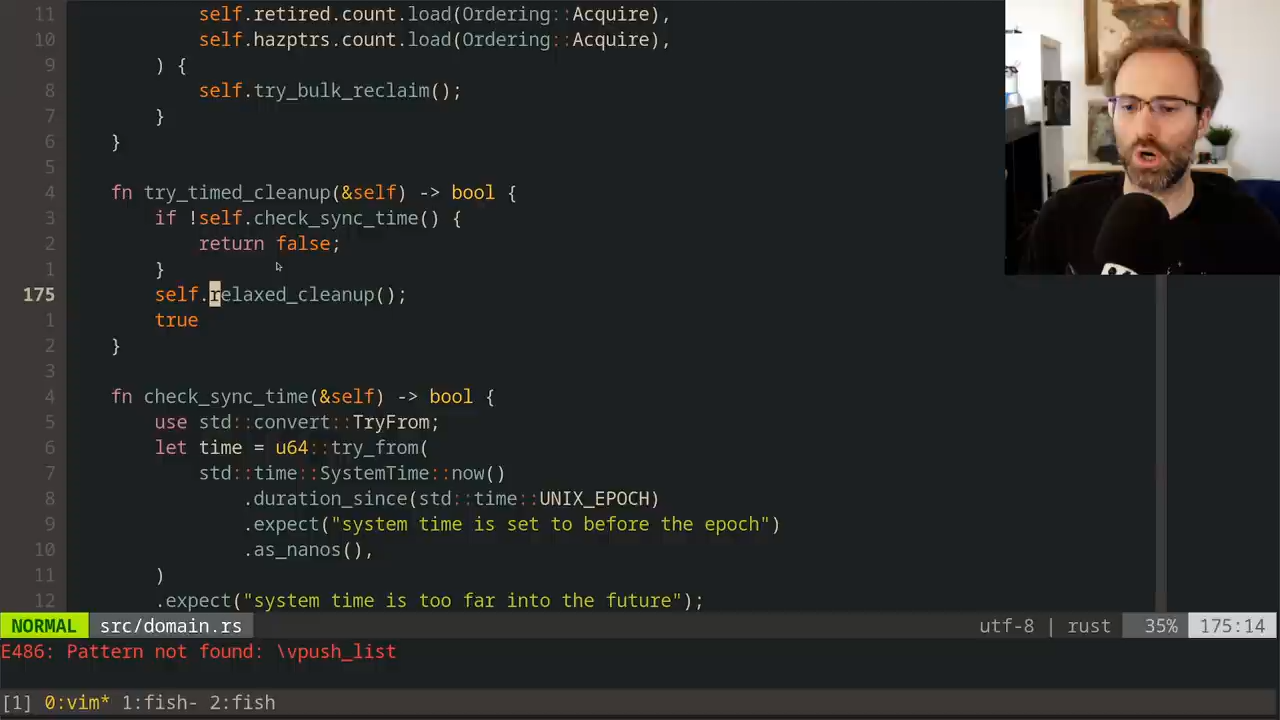 11 self.retired.count.load(Ordering::Acquire),
10 self.hazptrs.count.load(Ordering::Acquire),
9 ) {
8 self.try_bulk_reclaim();
7 }
6 }
5
4 fn try_timed_cleanup(&self) -> bool {
3 if !self.check_sync_time() {
2 return false;
1 }
175 self.relaxed_cleanup();
1 true
2 }
3
4 fn check_sync_time(&self) -> bool {
5 use std::convert::TryFrom;
6 let time = u64::try_from(
7 std::time::SystemTime::now()
8 .duration_since(std::time::UNIX_EPOCH)
9 .expect("system time is set to before the epoch")
10 .as_nanos(),
11 )
12 .expect("system time is too far into the future");
NORMAL src/domain.rs utf-8 | rust 35% 175:14
E486: Pattern not found: \vpush_list
[1] 0:vim* 1:fish- 2:fish